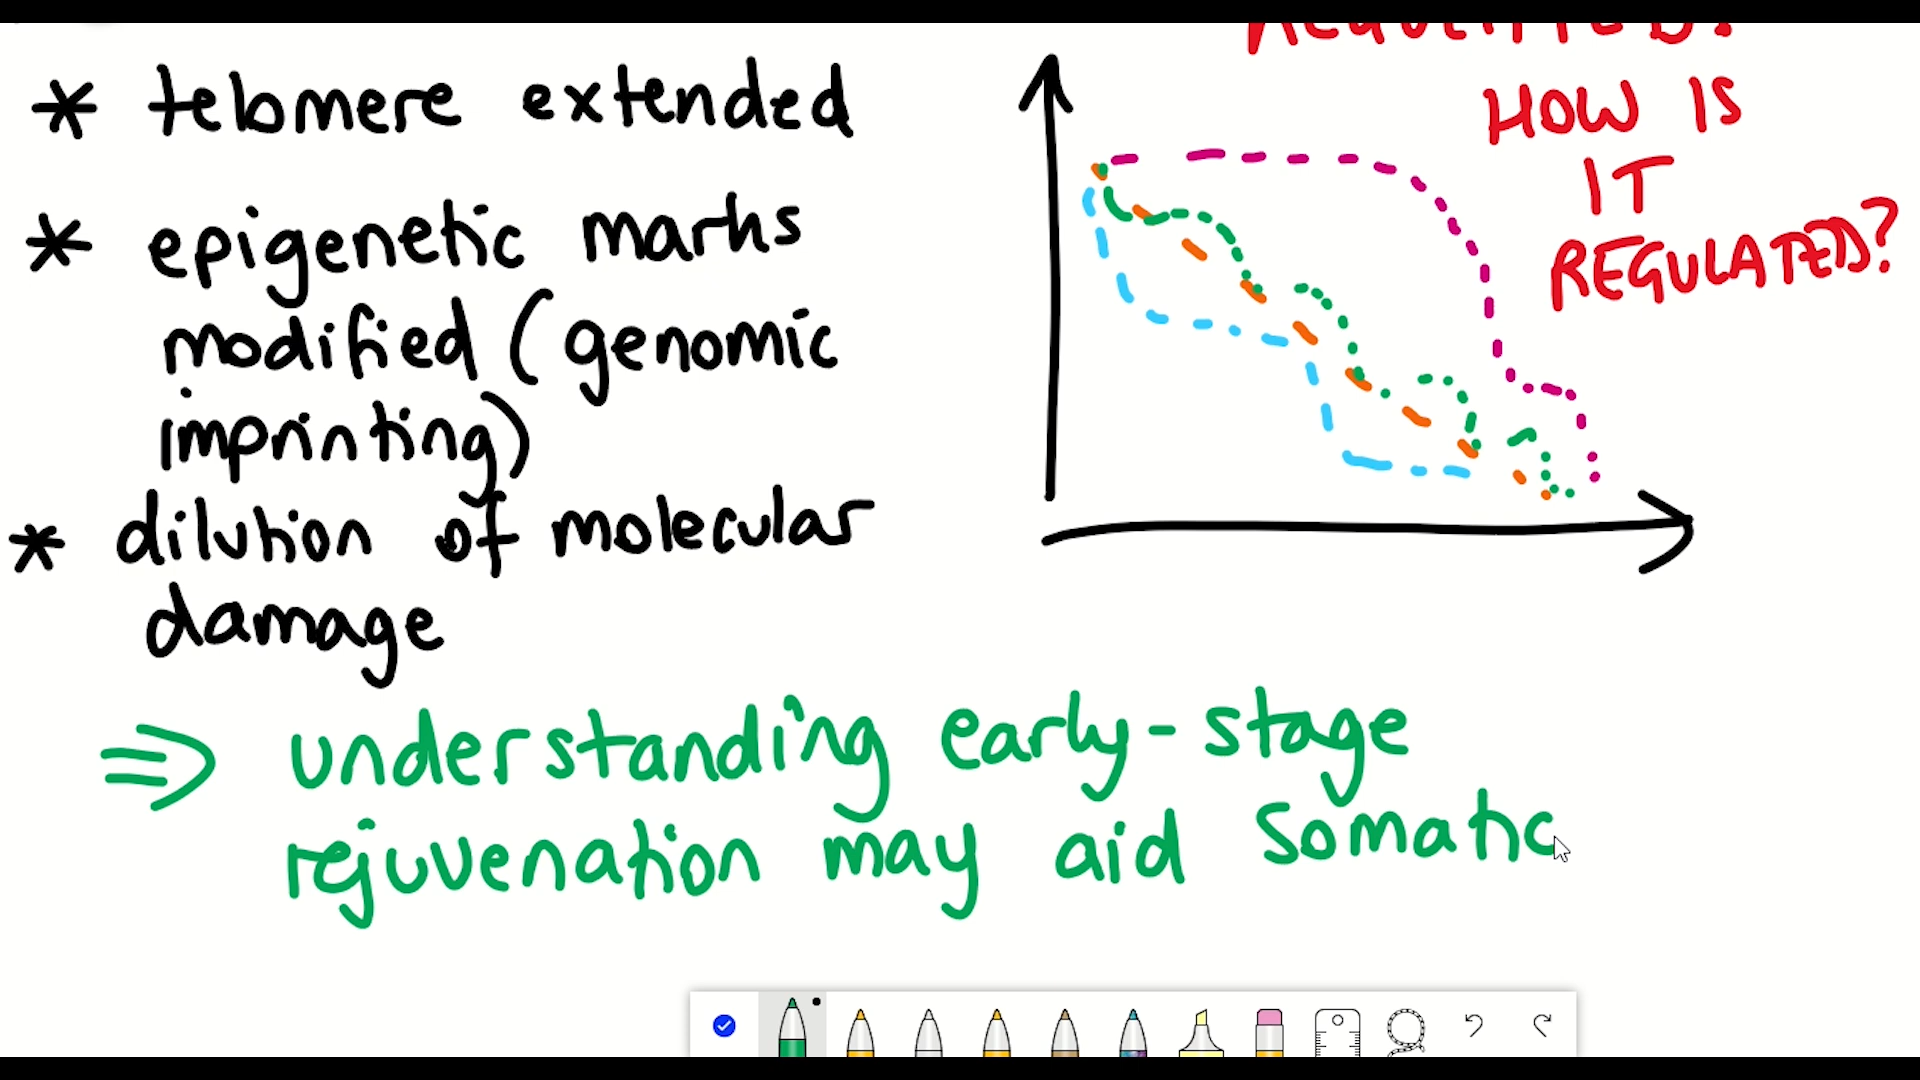 * telomere extended
* epigenetic marks
modified (genomic
imprinting)
* dilution of molecular
damage
HOW IS
IT
REGULATED?
⇒ understanding early-stage
rejuvenation may aid somatic